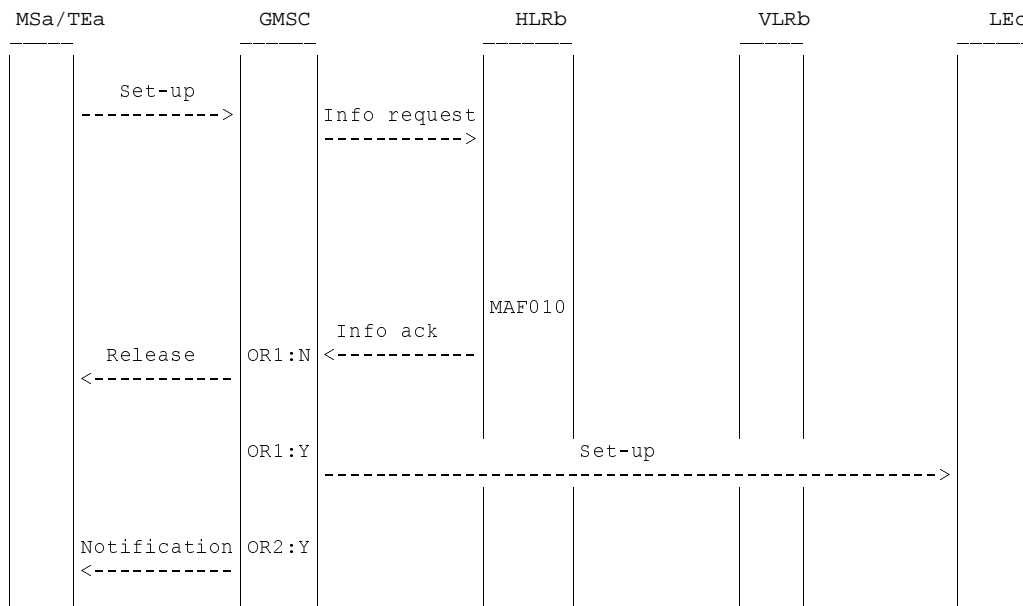 MSa/TEa GMSC HLRb VLRb LEc
Set-up
Info request
MAF010
Info ack
Release OR1:N
OR1:Y Set-up
Notification OR2:Y